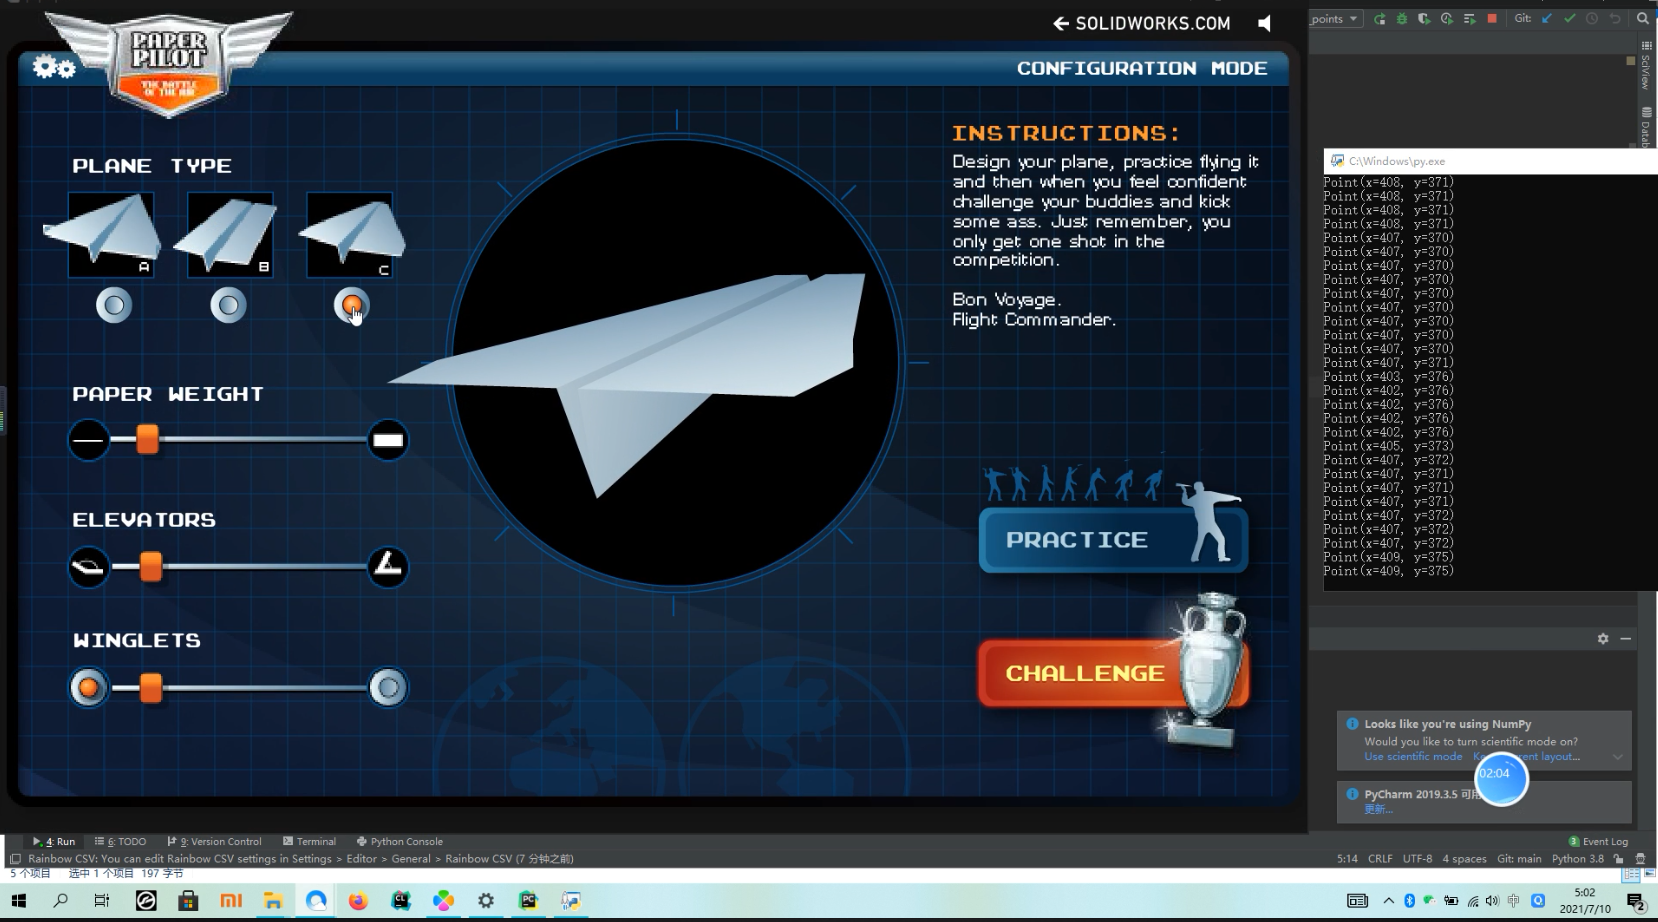 SOLIDWORKS.COM
PAPER
PILOT
THE BATTLE
OF THE AIR
CONFIGURATION MODE
PLANE TYPE
A
B
C
PAPER WEIGHT
ELEVATORS
WINGLETS
INSTRUCTIONS:
Design your plane, practice flying it
and then when you feel confident
challenge your buddies and kick
some ass. Just remember, you
only get one shot in the
competition.
Bon Voyage.
Flight Commander.
PRACTICE
CHALLENGE
_points
Git:
SciView
Datab
C:\Windows\py.exe
Point(x=408, y=371)
Point(x=408, y=371)
Point(x=408, y=371)
Point(x=408, y=371)
Point(x=407, y=370)
Point(x=407, y=370)
Point(x=407, y=370)
Point(x=407, y=370)
Point(x=407, y=370)
Point(x=407, y=370)
Point(x=407, y=370)
Point(x=407, y=370)
Point(x=407, y=370)
Point(x=407, y=371)
Point(x=403, y=376)
Point(x=402, y=376)
Point(x=402, y=376)
Point(x=402, y=376)
Point(x=402, y=376)
Point(x=405, y=373)
Point(x=407, y=372)
Point(x=407, y=371)
Point(x=407, y=371)
Point(x=407, y=371)
Point(x=407, y=372)
Point(x=407, y=372)
Point(x=407, y=372)
Point(x=409, y=375)
Point(x=409, y=375)
Looks like you're using NumPy
Would you like to turn scientific mode on?
Use scientific mode layout...
02:04
PyCharm 2019.3.5 可用
更新...
4: Run 6: TODO 9: Version Control Terminal Python Console
3 Event Log
Rainbow CSV: You can edit Rainbow CSV settings in Settings > Editor > General > Rainbow CSV (7 分钟之前)
5:14 CRLF UTF-8 4 spaces Git: main Python 3.8
5 个项目 选中 1 个项目 197 字节
中
5:02
2021/7/10
2